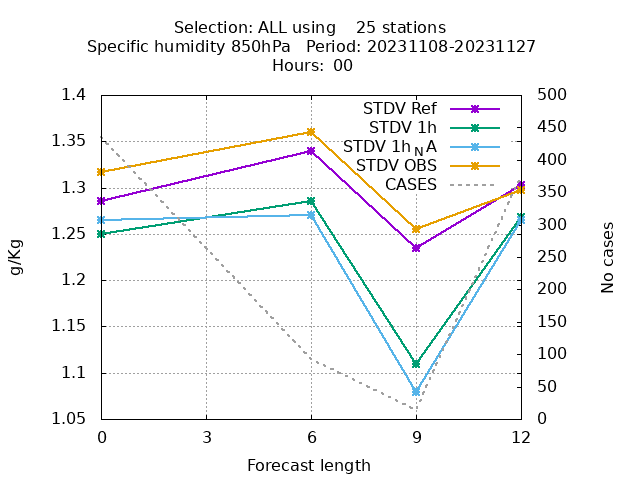 Selection: ALL using    25 stations
Specific humidity 850hPa   Period: 20231108-20231127
Hours:  00
STDV Ref
STDV 1h
STDV 1h_N A
STDV OBS
CASES
1.4
1.35
1.3
1.25
1.2
1.15
1.1
1.05
500
450
400
350
300
250
200
150
100
50
0
0 3 6 9 12
g/Kg
No cases
Forecast length